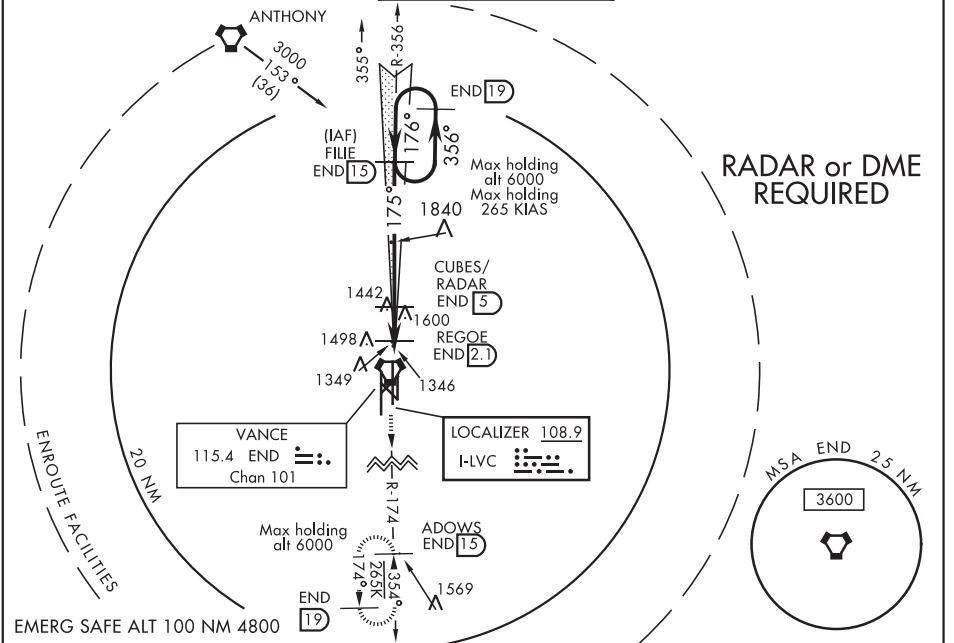 ANTHONY
3000
153°
(36)
355°
R-356
END 19
176°
356°
(IAF)
FILIE
END 15
Max holding
alt 6000
Max holding
265 KIAS
RADAR or DME
REQUIRED
175°
1840
CUBES/
RADAR
END 5
1442
1600
1498
REGOE
END 2.1
1349
1346
VANCE
115.4 END
Chan 101
LOCALIZER 108.9
I-LVC
ENROUTE FACILITIES
20 NM
R-174
Max holding
alt 6000
ADOWS
END 15
174°
265K
354°
1569
END
19
MSA END 25 NM
3600
EMERG SAFE ALT 100 NM 4800